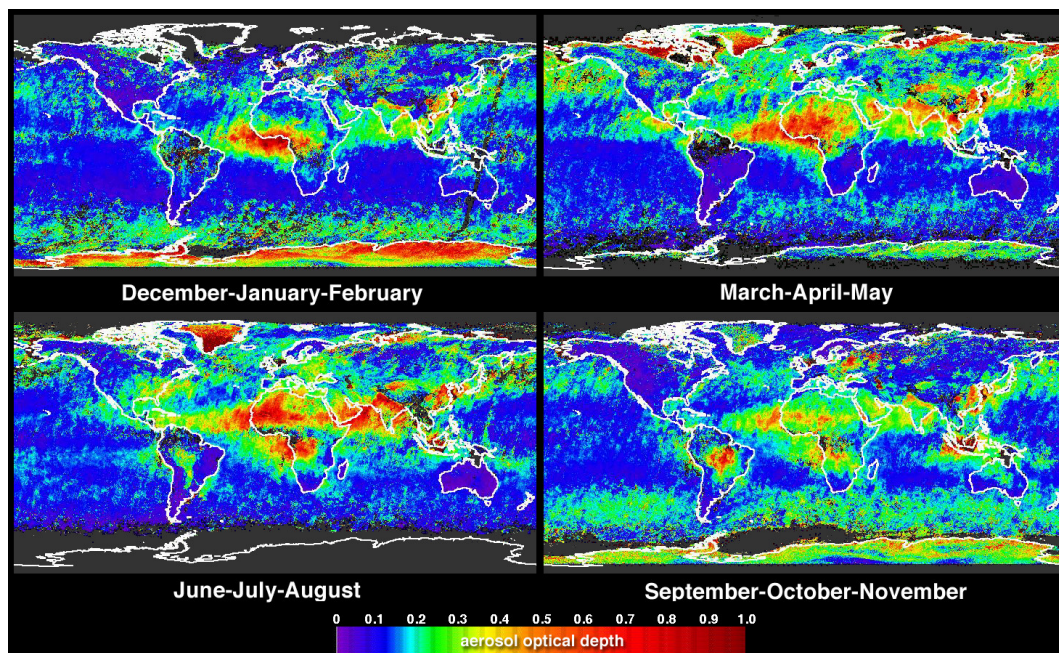 December-January-February
March-April-May
June-July-August
September-October-November
0 0.1 0.2 0.3 0.4 0.5 0.6 0.7 0.8 0.9 1.0
aerosol optical depth